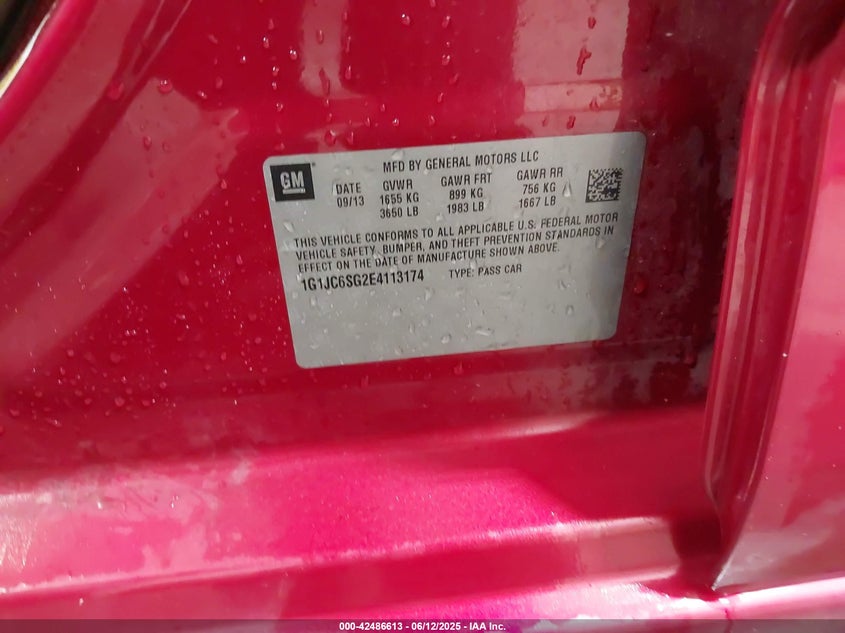 MFD BY GENERAL MOTORS LLC
GM
DATE GVWR GAWR FRT GAWR RR
09/13 1655 KG 899 KG 756 KG
3650 LB 1983 LB 1667 LB
THIS VEHICLE CONFORMS TO ALL APPLICABLE U.S. FEDERAL MOTOR
VEHICLE SAFETY, BUMPER, AND THEFT PREVENTION STANDARDS IN
EFFECT ON THE DATE OF MANUFACTURE SHOWN ABOVE.
1G1JC6SG2E4113174 TYPE: PASS CAR
000-42486613 - 06/12/2025 - IAA Inc.